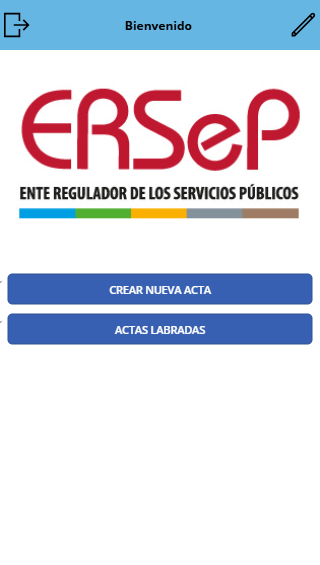 Bienvenido
ERSeP
ENTE REGULADOR DE LOS SERVICIOS PÚBLICOS
CREAR NUEVA ACTA
ACTAS LABRADAS